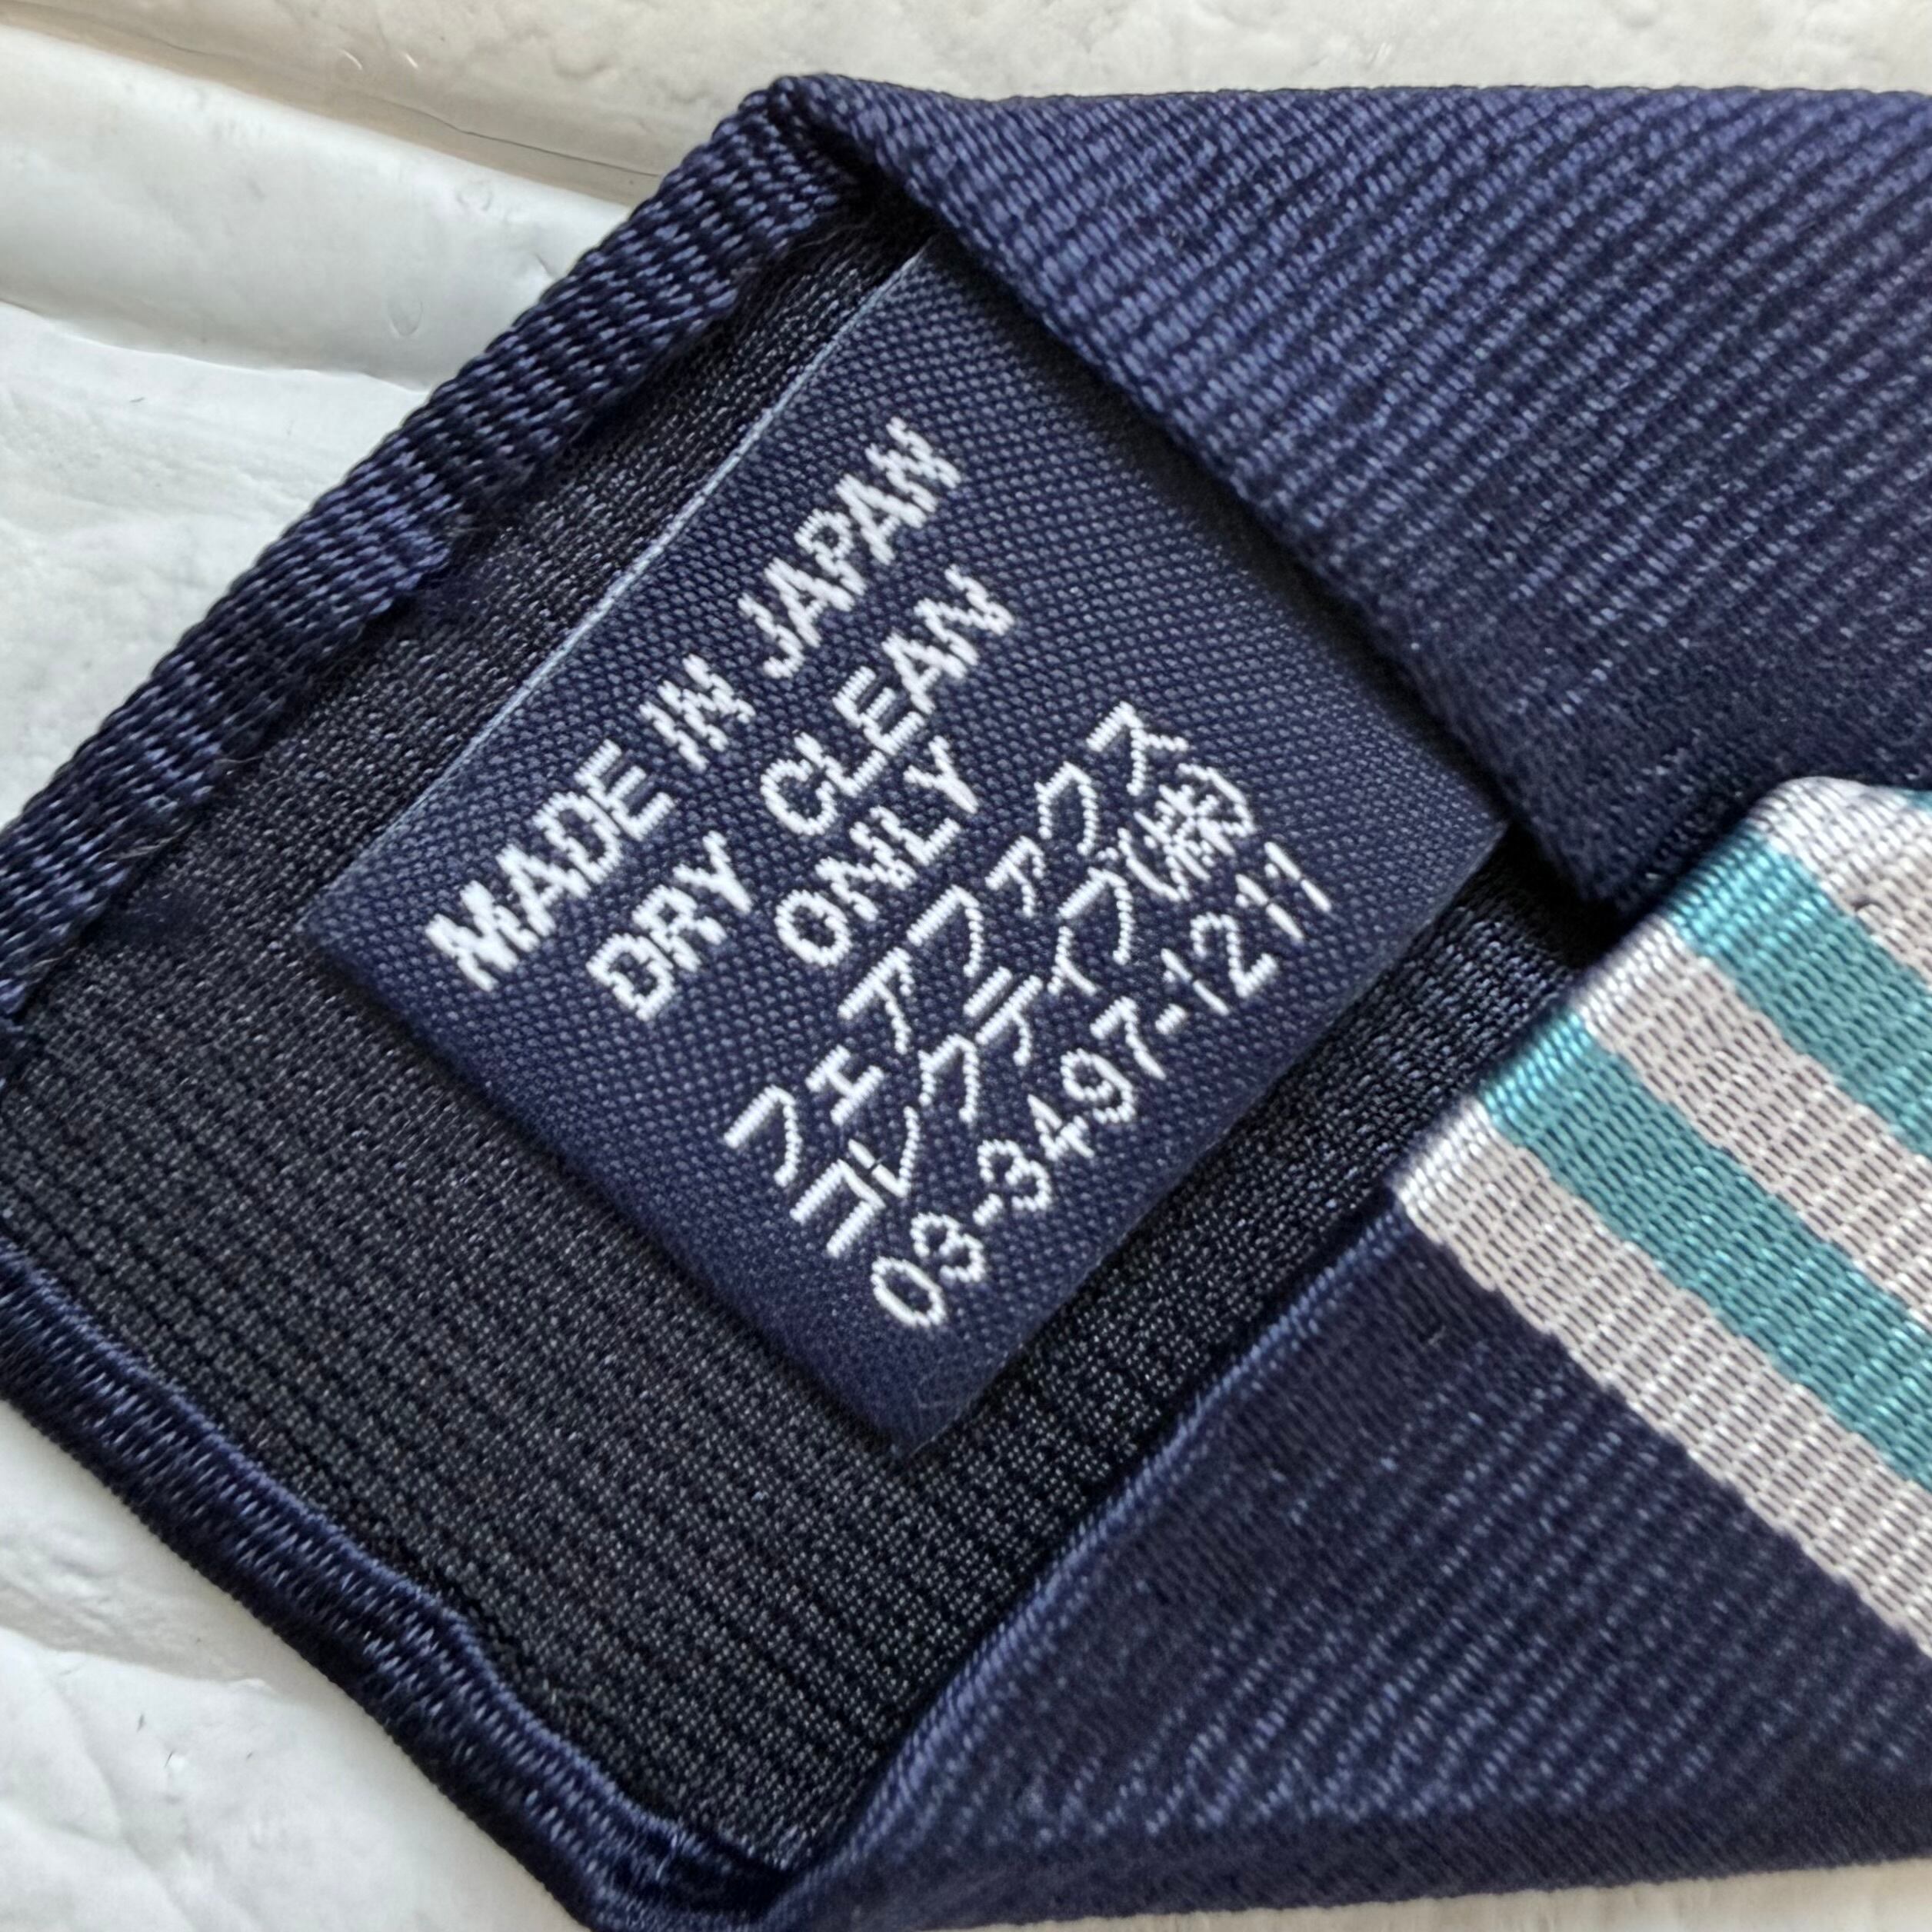 MADE IN JAPAN
DRY CLEAN
ONLY
フェアファクス
コレクティブ(株)
03-3497-1211